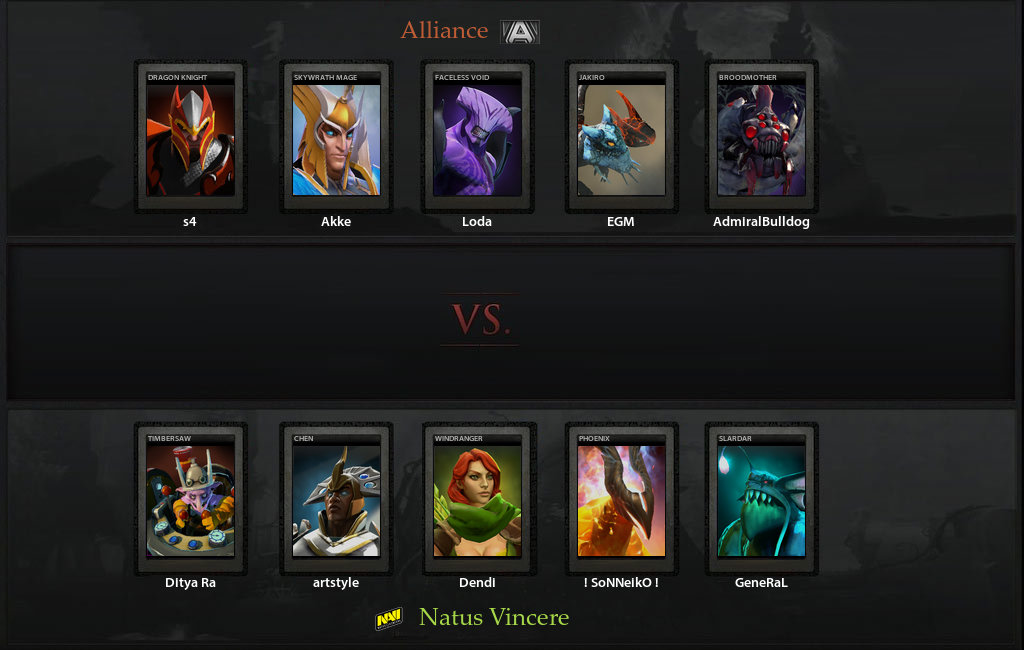 Alliance
DRAGON KNIGHT
SKYWRATH MAGE
FACELESS VOID
JAKIRO
BROODMOTHER
s4
Akke
Loda
EGM
AdmiralBulldog
VS.
TIMBERSAW
CHEN
WINDRANGER
PHOENIX
SLARDAR
Ditya Ra
artstyle
Dendi
! SoNNeikO !
GeneRaL
NAVI
Natus Vincere